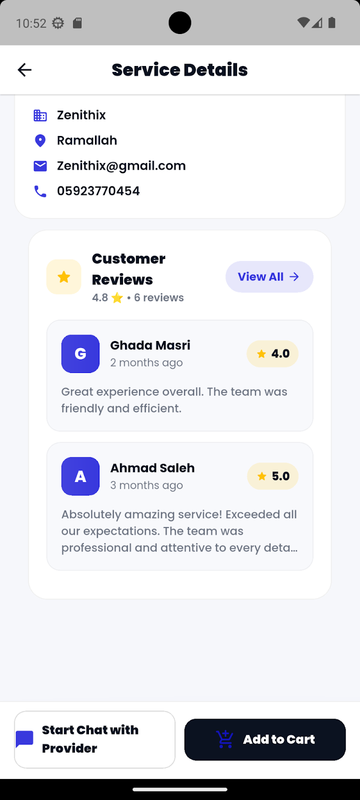 10:52
Service Details
Zenithix
Ramallah
Zenithix@gmail.com
05923770454
Customer
Reviews
4.8 ⭐ • 6 reviews
View All →
G
Ghada Masri
2 months ago
4.0
Great experience overall. The team was
friendly and efficient.
A
Ahmad Saleh
3 months ago
5.0
Absolutely amazing service! Exceeded all
our expectations. The team was
professional and attentive to every deta...
Start Chat with
Provider
Add to Cart